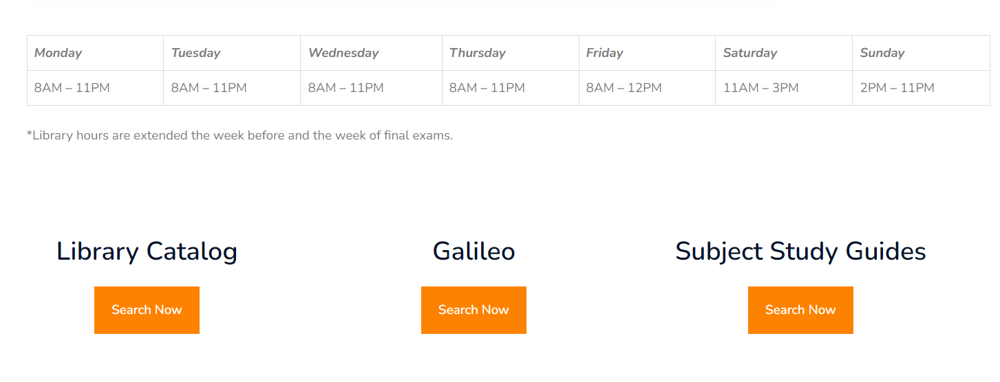 Monday Tuesday Wednesday Thursday Friday Saturday Sunday
8AM – 11PM 8AM – 11PM 8AM – 11PM 8AM – 11PM 8AM – 12PM 11AM – 3PM 2PM – 11PM
*Library hours are extended the week before and the week of final exams.
Library Catalog Galileo Subject Study Guides
Search Now Search Now Search Now